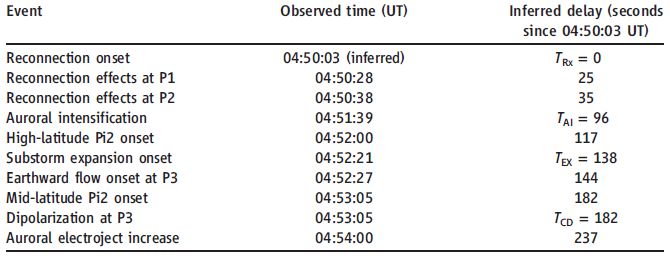 Event Observed time (UT) Inferred delay (seconds
since 04:50:03 UT)
Reconnection onset 04:50:03 (inferred) TRx = 0
Reconnection effects at P1 04:50:28 25
Reconnection effects at P2 04:50:38 35
Auroral intensification 04:51:39 TAI = 96
High-latitude Pi2 onset 04:52:00 117
Substorm expansion onset 04:52:21 TEX = 138
Earthward flow onset at P3 04:52:27 144
Mid-latitude Pi2 onset 04:53:05 182
Dipolarization at P3 04:53:05 TCD = 182
Auroral electroject increase 04:54:00 237